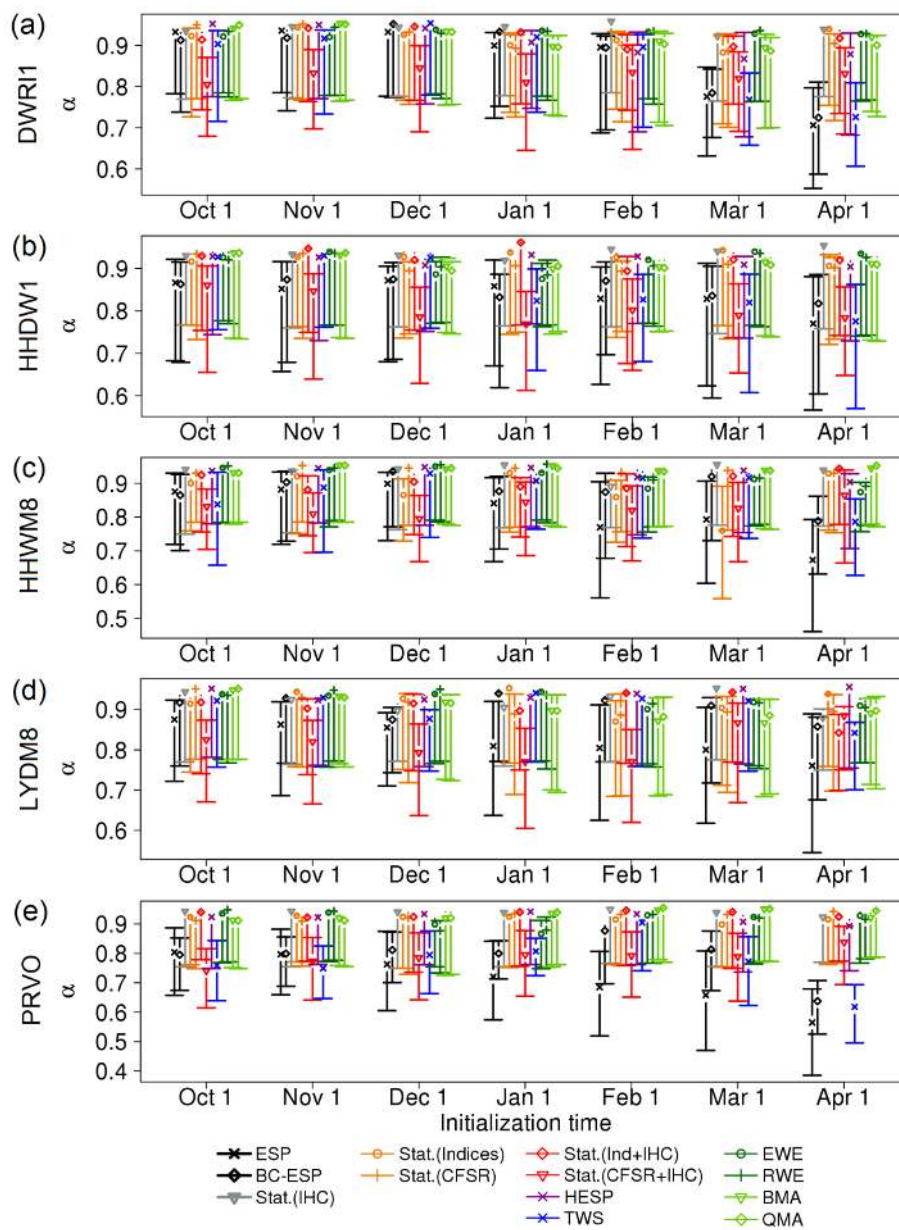 (a)
DWRI1
α
0.9
0.8
0.7
0.6
Oct 1 Nov 1 Dec 1 Jan 1 Feb 1 Mar 1 Apr 1
(b)
HHDW1
α
0.9
0.8
0.7
0.6
Oct 1 Nov 1 Dec 1 Jan 1 Feb 1 Mar 1 Apr 1
(c)
HHWM8
α
0.9
0.8
0.7
0.6
0.5
Oct 1 Nov 1 Dec 1 Jan 1 Feb 1 Mar 1 Apr 1
(d)
LYDM8
α
0.9
0.8
0.7
0.6
Oct 1 Nov 1 Dec 1 Jan 1 Feb 1 Mar 1 Apr 1
(e)
PRVO
α
0.9
0.8
0.7
0.6
0.5
0.4
Oct 1 Nov 1 Dec 1 Jan 1 Feb 1 Mar 1 Apr 1
Initialization time
ESP Stat.(Indices) Stat.(Ind+IHC) EWE
BC-ESP Stat.(CFSR) Stat.(CFSR+IHC) RWE
Stat.(IHC) HESP BMA
TWS QMA